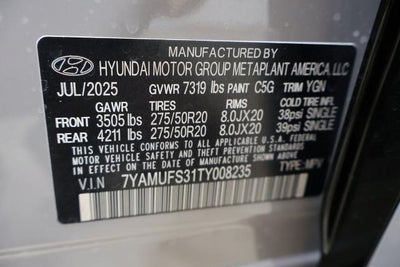 MANUFACTURED BY
HYUNDAI MOTOR GROUP METAPLANT AMERICA, LLC
JUL/2025 GVWR 7319 lbs PAINT C5G TRIM YGN
GAWR TIRES RIMS COLD TIRE INFL
FRONT 3505 lbs 275/50R20 8.0JX20 38psi SINGLE
REAR 4211 lbs 275/50R20 8.0JX20 39psi SINGLE
THIS VEHICLE CONFORMS TO ALL APPLICABLE
U.S. FEDERAL MOTOR VEHICLE SAFETY STANDARDS
IN EFFECT ON THE DATE OF MANUFACTURE SHOWN ABOVE.
V.I.N 7YAMUFS31TY008235 TYPE: MPV